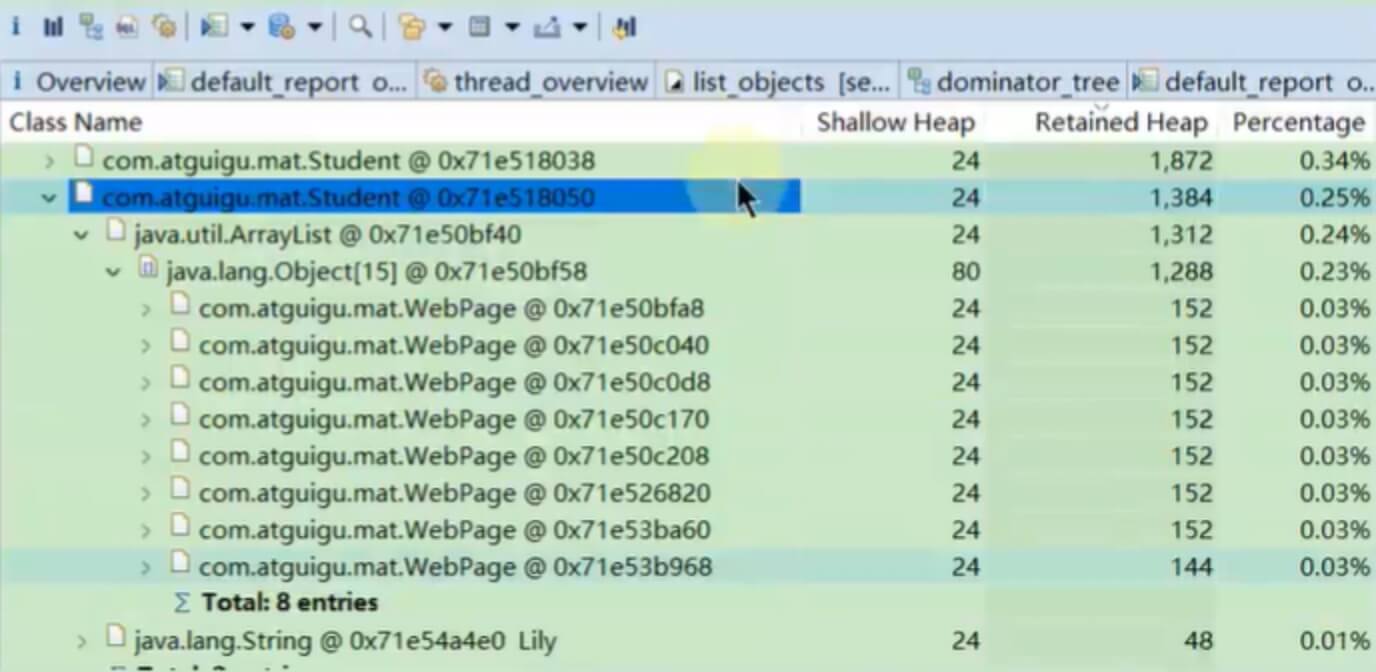 Overview default_report o... thread_overview list_objects [se... dominator_tree default_report o..
Class Name Shallow Heap Retained Heap Percentage
com.atguigu.mat.Student @ 0x71e518038 24 1,872 0.34%
com.atguigu.mat.Student @ 0x71e518050 24 1,384 0.25%
java.util.ArrayList @ 0x71e50bf40 24 1,312 0.24%
java.lang.Object[15] @ 0x71e50bf58 80 1,288 0.23%
com.atguigu.mat.WebPage @ 0x71e50bfa8 24 152 0.03%
com.atguigu.mat.WebPage @ 0x71e50c040 24 152 0.03%
com.atguigu.mat.WebPage @ 0x71e50c0d8 24 152 0.03%
com.atguigu.mat.WebPage @ 0x71e50c170 24 152 0.03%
com.atguigu.mat.WebPage @ 0x71e50c208 24 152 0.03%
com.atguigu.mat.WebPage @ 0x71e526820 24 152 0.03%
com.atguigu.mat.WebPage @ 0x71e53ba60 24 152 0.03%
com.atguigu.mat.WebPage @ 0x71e53b968 24 144 0.03%
Σ Total: 8 entries
java.lang.String @ 0x71e54a4e0 Lily 24 48 0.01%